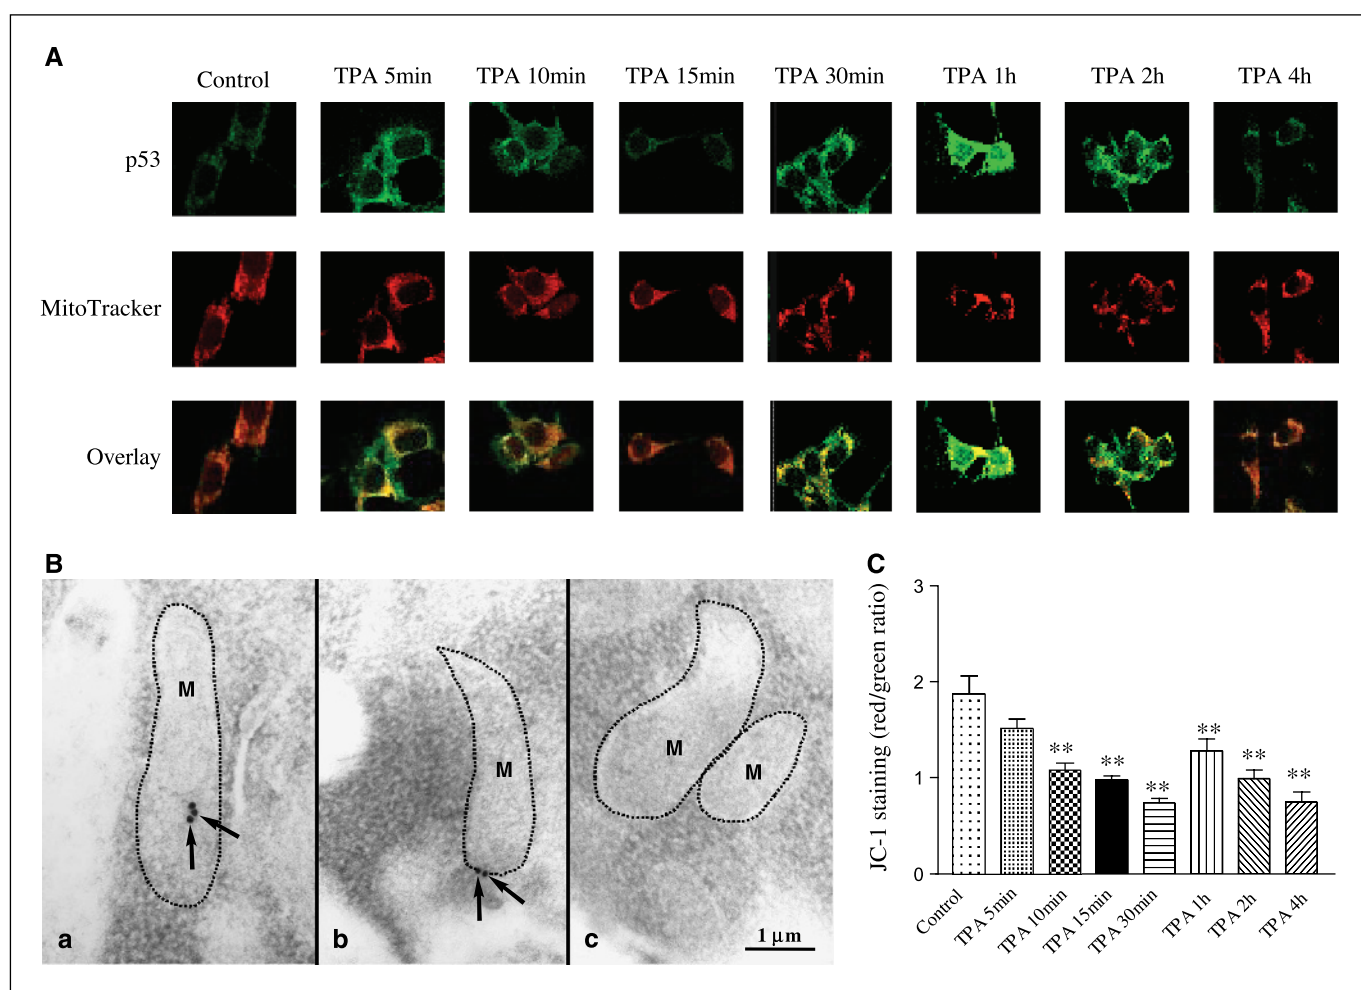 A
Control TPA 5min TPA 10min TPA 15min TPA 30min TPA 1h TPA 2h TPA 4h
p53
MitoTracker
Overlay
B
M
a
M
b
M
M
c
1 μm
C
JC-1 staining (red/green ratio)
3
2
1
0
** ** ** ** ** **
Control TPA 5min TPA 10min TPA 15min TPA 30min TPA 1h TPA 2h TPA 4h